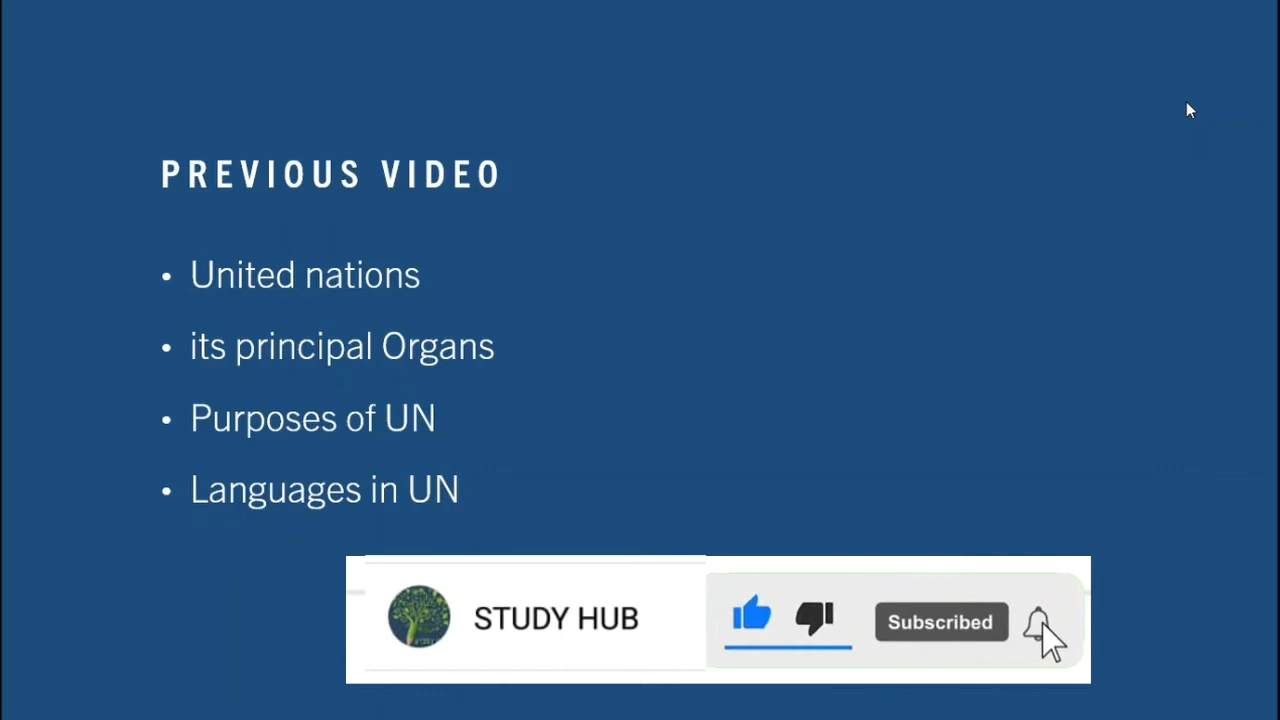 PREVIOUS VIDEO
• United nations
• its principal Organs
• Purposes of UN
• Languages in UN
STUDY HUB
Subscribed